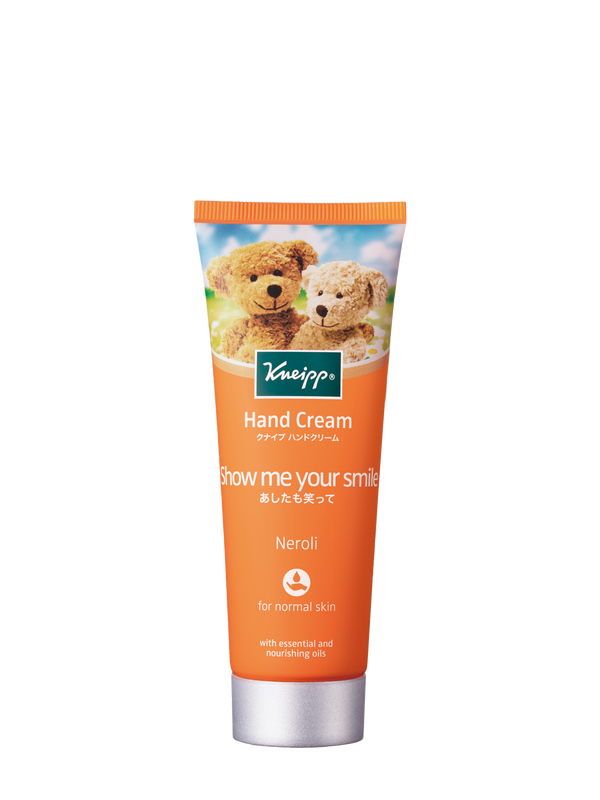 Kneipp®
Hand Cream
クナイプ ハンドクリーム
Show me your smile
あしたも笑って
Neroli
for normal skin
with essential and
nourishing oils